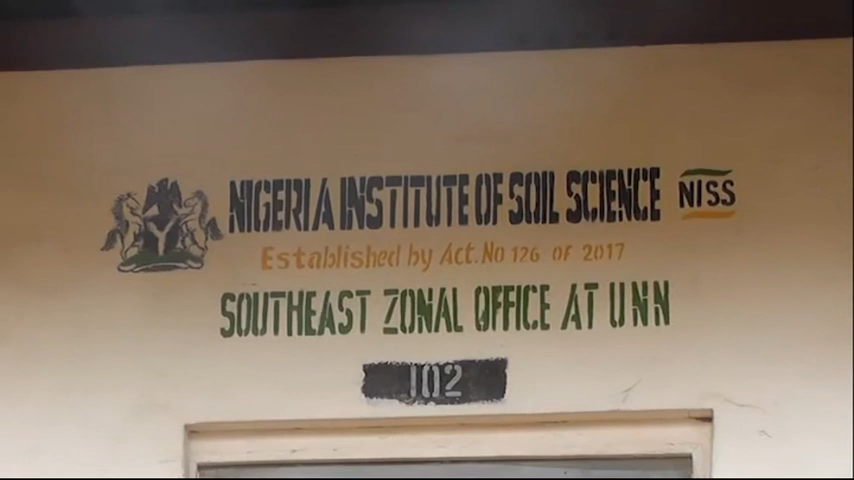 NIGERIA INSTITUTE OF SOIL SCIENCE NISS
Established by Act. No 126 OF 2017
SOUTHEAST ZONAL OFFICE AT UNN
102